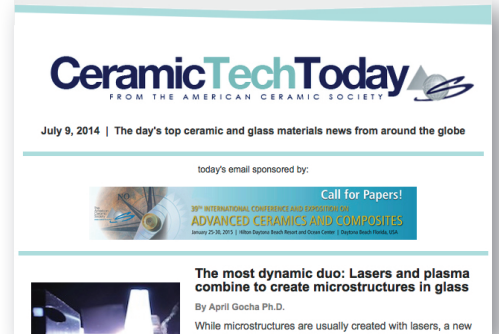 CeramicTechToday
FROM THE AMERICAN CERAMIC SOCIETY
July 9, 2014 | The day's top ceramic and glass materials news from around the globe
today's email sponsored by:
Call for Papers!
39TH INTERNATIONAL CONFERENCE AND EXPOSITION ON
ADVANCED CERAMICS AND COMPOSITES
January 25-30, 2015 | Hilton Daytona Beach Resort and Ocean Center | Daytona Beach Florida, USA
The most dynamic duo: Lasers and plasma
combine to create microstructures in glass
By April Gocha Ph.D.
While microstructures are usually created with lasers, a new